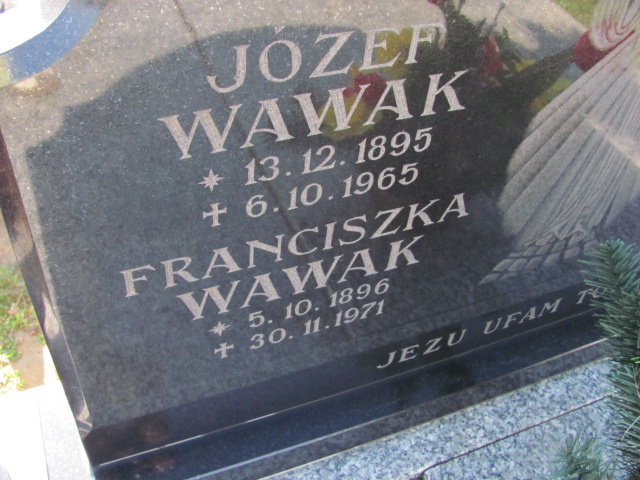 JÓZEF
WAWAK
* 13.12.1895
✝ 6.10.1965
FRANCISZKA
WAWAK
* 5.10.1896
✝ 30.11.1971
JEZU UFAM